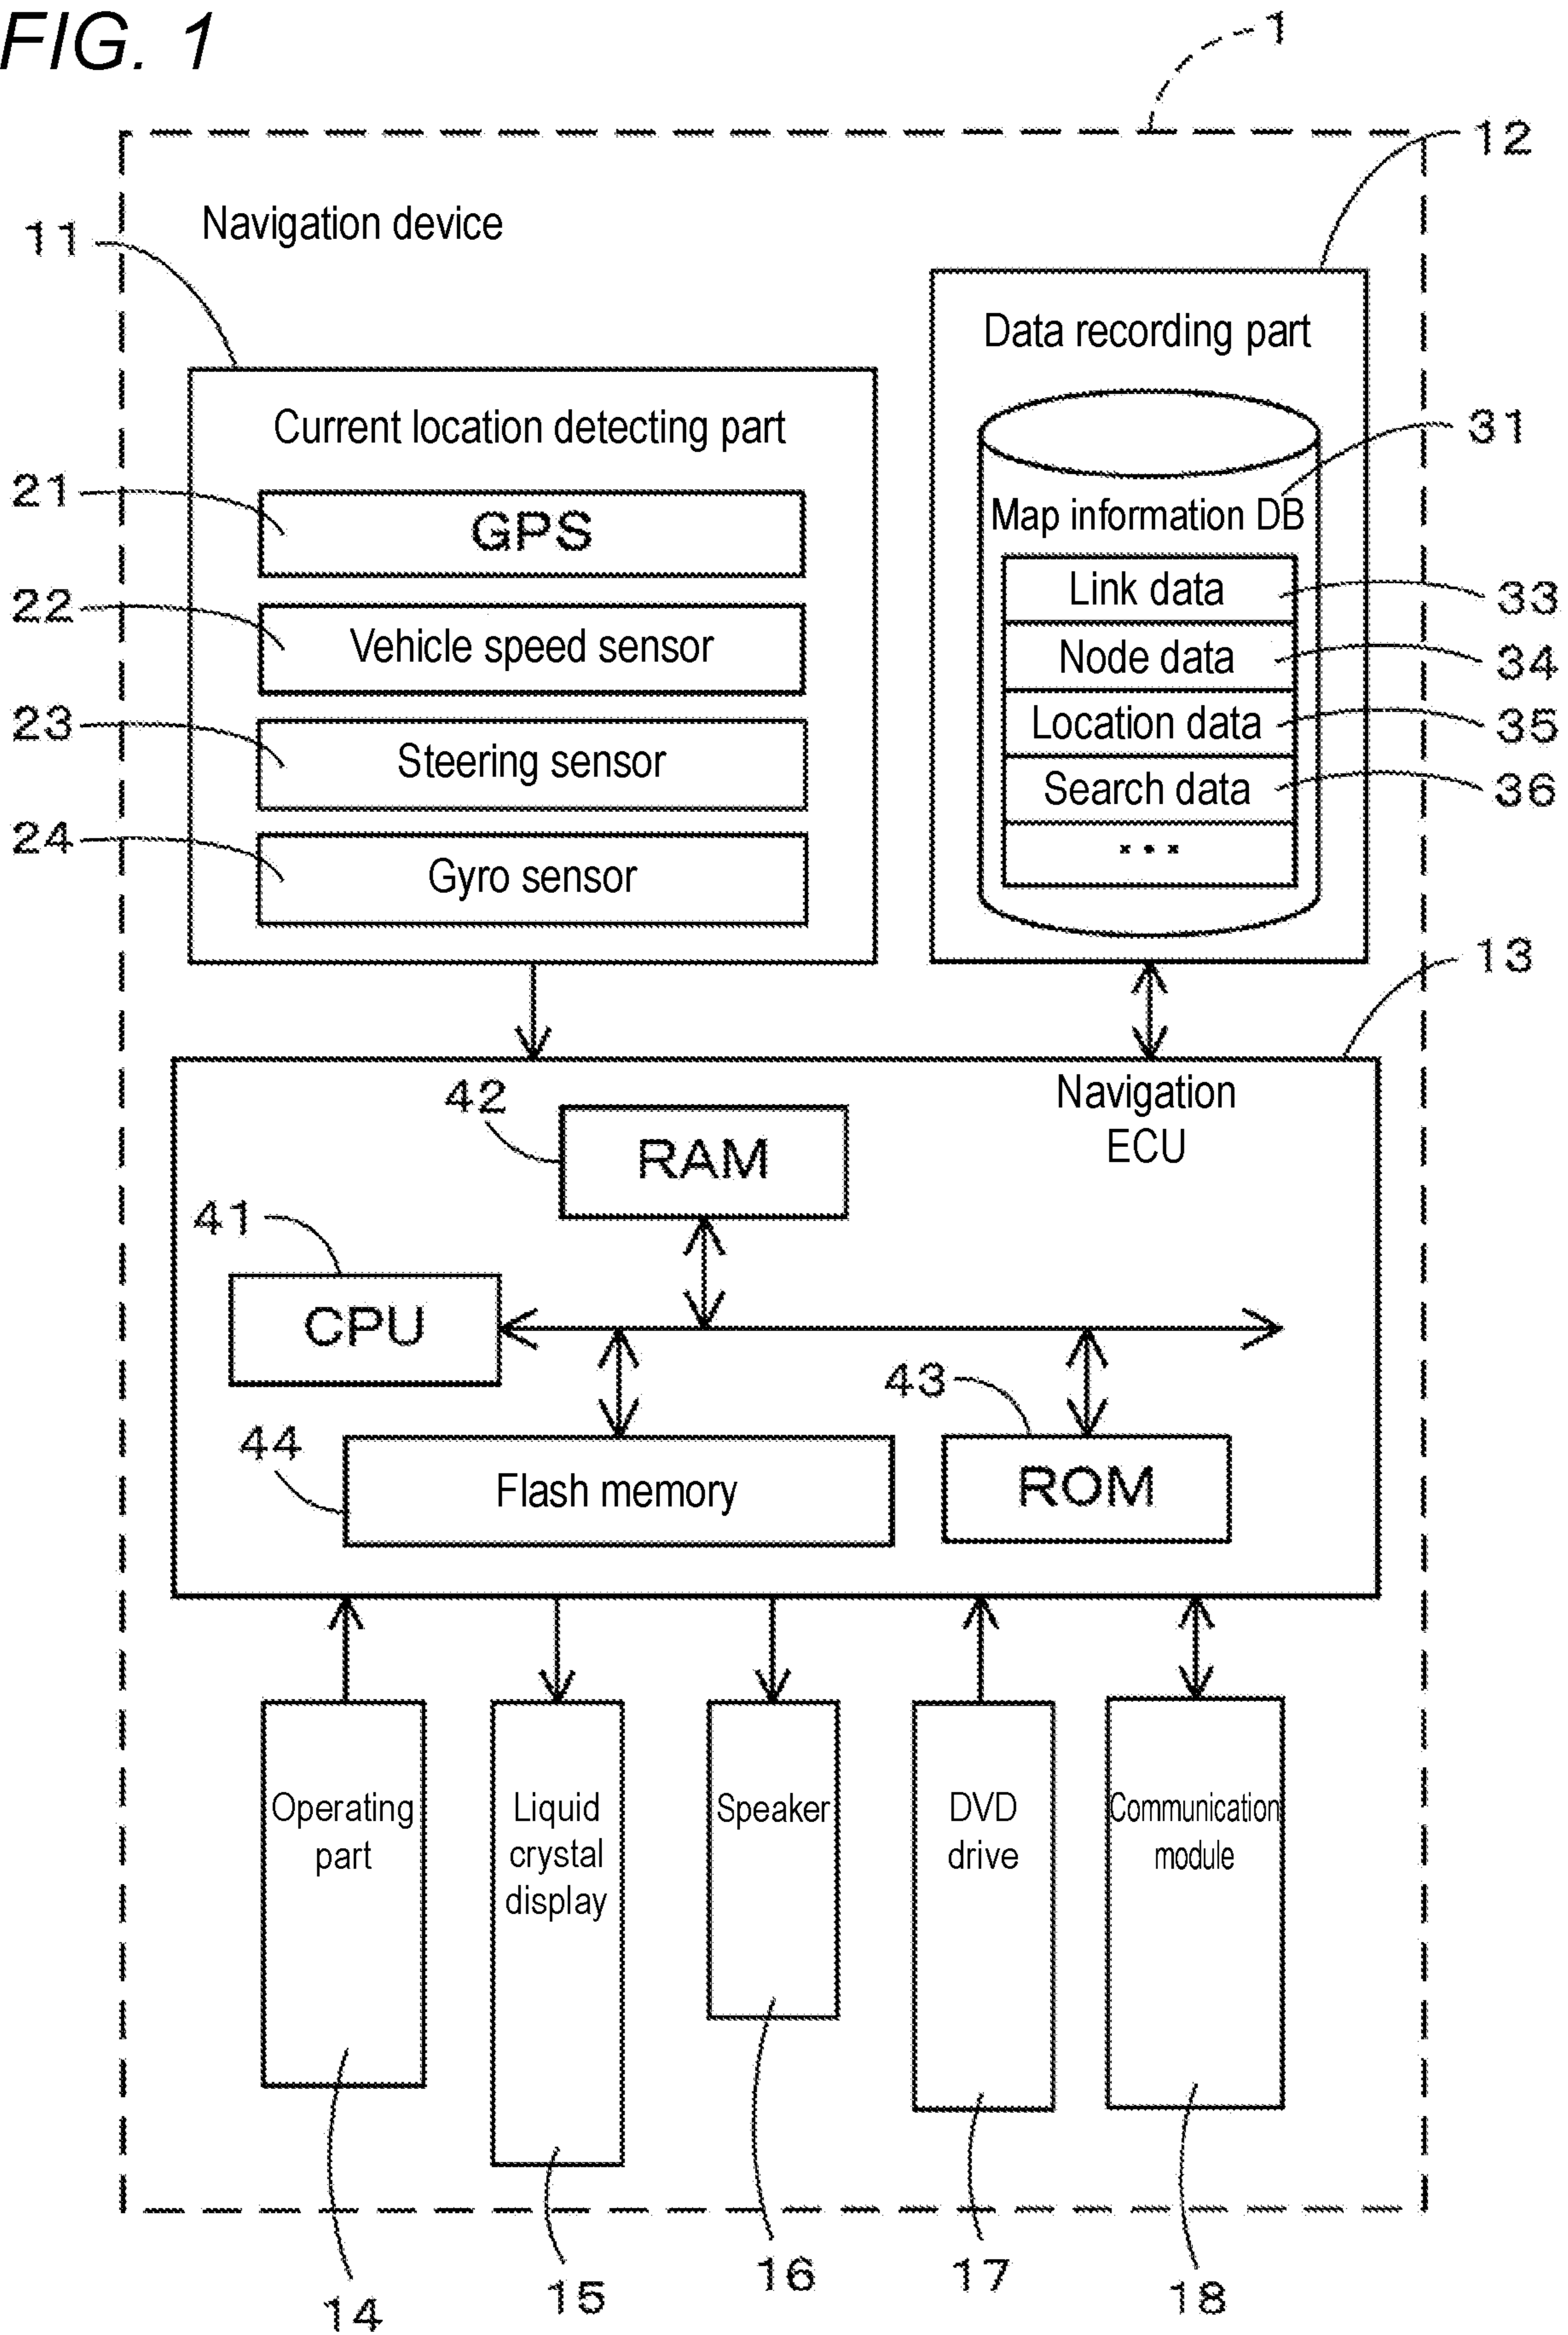 FIG. 1
1
12
Navigation device
11
Data recording part
Current location detecting part
31
21
GPS
Map information DB
Link data
33
22
Vehicle speed sensor
Node data
34
23
Steering sensor
Location data
35
Search data
36
24
Gyro sensor
...
13
Navigation
ECU
42
RAM
41
CPU
43
44
Flash memory
ROM
Operating
part
Liquid
crystal
display
Speaker
DVD
drive
Communication
module
14
15
16
17
18